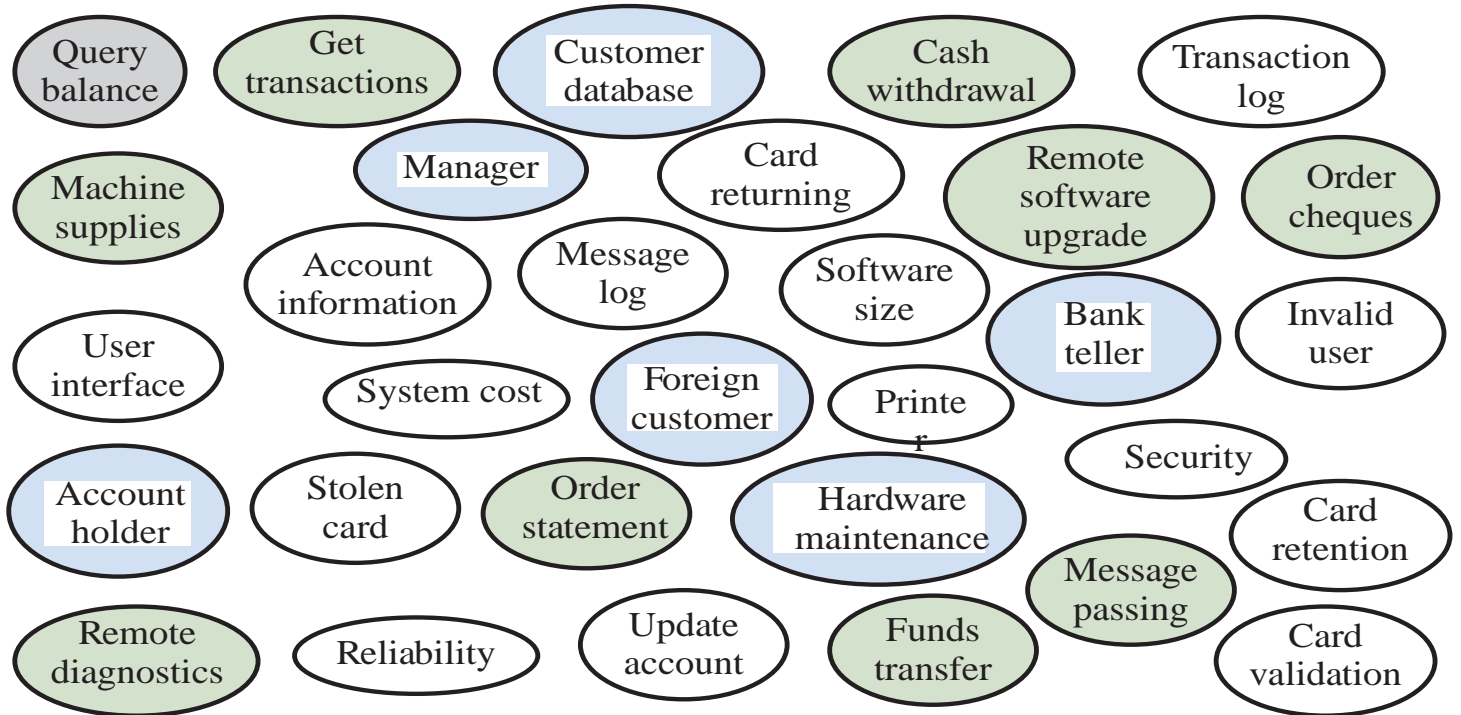 Query
balance
Get
transactions
Customer
database
Cash
withdrawal
Transaction
log
Machine
supplies
Manager
Card
returning
Remote
software
upgrade
Order
cheques
Account
information
Message
log
Software
size
Bank
teller
Invalid
user
User
interface
System cost
Foreign
customer
Printe
r
Security
Account
holder
Stolen
card
Order
statement
Hardware
maintenance
Card
retention
Message
passing
Remote
diagnostics
Reliability
Update
account
Funds
transfer
Card
validation